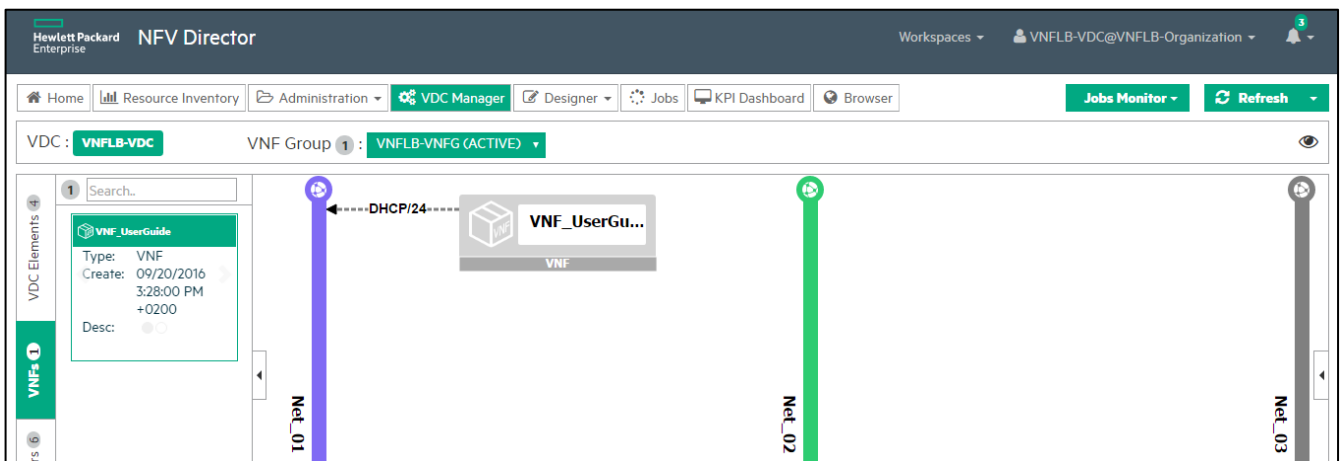 Hewlett Packard
Enterprise
NFV Director
Workspaces
VNFLB-VDC@VNFLB-Organization
3
Home
Resource Inventory
Administration
VDC Manager
Designer
Jobs
KPI Dashboard
Browser
Jobs Monitor
Refresh
VDC : VNFLB-VDC
VNF Group 1 : VNFLB-VNFG (ACTIVE)
VDC Elements 4
VNFs 1
rs 6
1 Search..
VNF_UserGuide
Type: VNF
Create: 09/20/2016
3:28:00 PM
+0200
Desc:
DHCP/24
VNF
VNF_UserGu...
VNF
Net_01
Net_02
Net_03